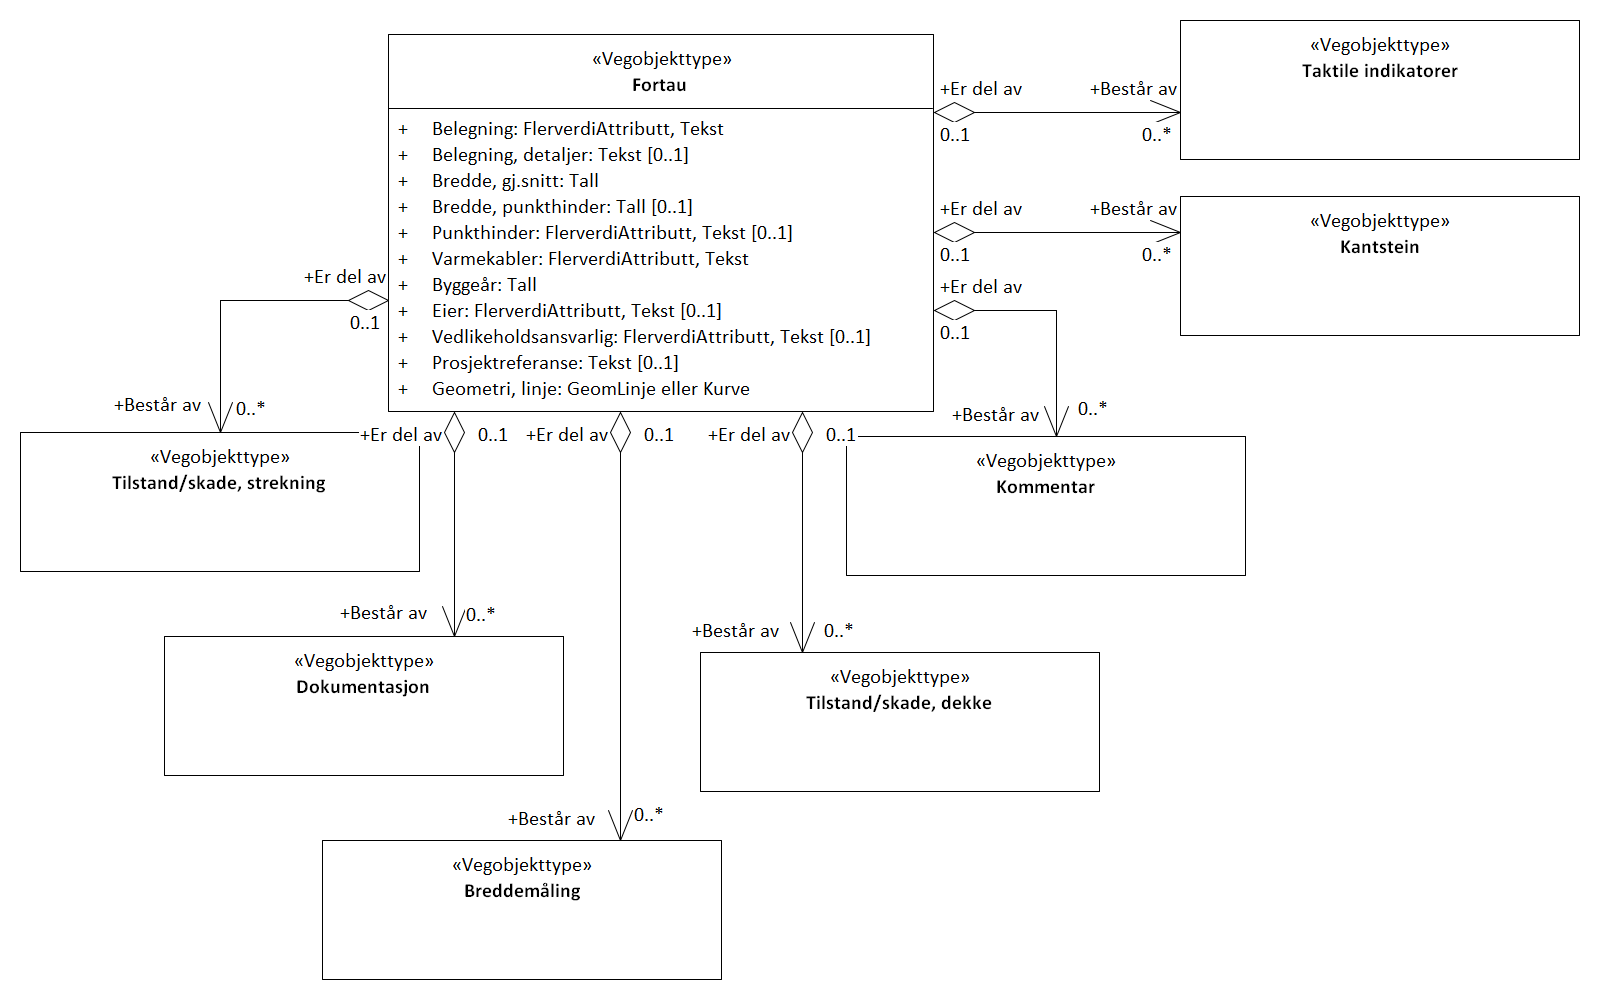 «Vegobjekttype»
Fortau
+ Belegning: FlerverdiAttributt, Tekst
+ Belegning, detaljer: Tekst [0..1]
+ Bredde, gj.snitt: Tall
+ Bredde, punkthinder: Tall [0..1]
+ Punkthinder: FlerverdiAttributt, Tekst [0..1]
+ Varmekabler: FlerverdiAttributt, Tekst
+ Byggeår: Tall
+ Eier: FlerverdiAttributt, Tekst [0..1]
+ Vedlikeholdsansvarlig: FlerverdiAttributt, Tekst [0..1]
+ Prosjektreferanse: Tekst [0..1]
+ Geometri, linje: GeomLinje eller Kurve
+Er del av
0..1
+Består av
0..*
«Vegobjekttype»
Taktile indikatorer
+Er del av
0..1
+Består av
0..*
«Vegobjekttype»
Kantstein
+Er del av
0..1
+Består av
0..*
«Vegobjekttype»
Kommentar
+Er del av
0..1
+Består av
0..*
«Vegobjekttype»
Tilstand/skade, strekning
+Er del av
0..1
+Består av
0..*
«Vegobjekttype»
Dokumentasjon
+Er del av
0..1
+Består av
0..*
«Vegobjekttype»
Breddemåling
+Er del av
0..1
+Består av
0..*
«Vegobjekttype»
Tilstand/skade, dekke